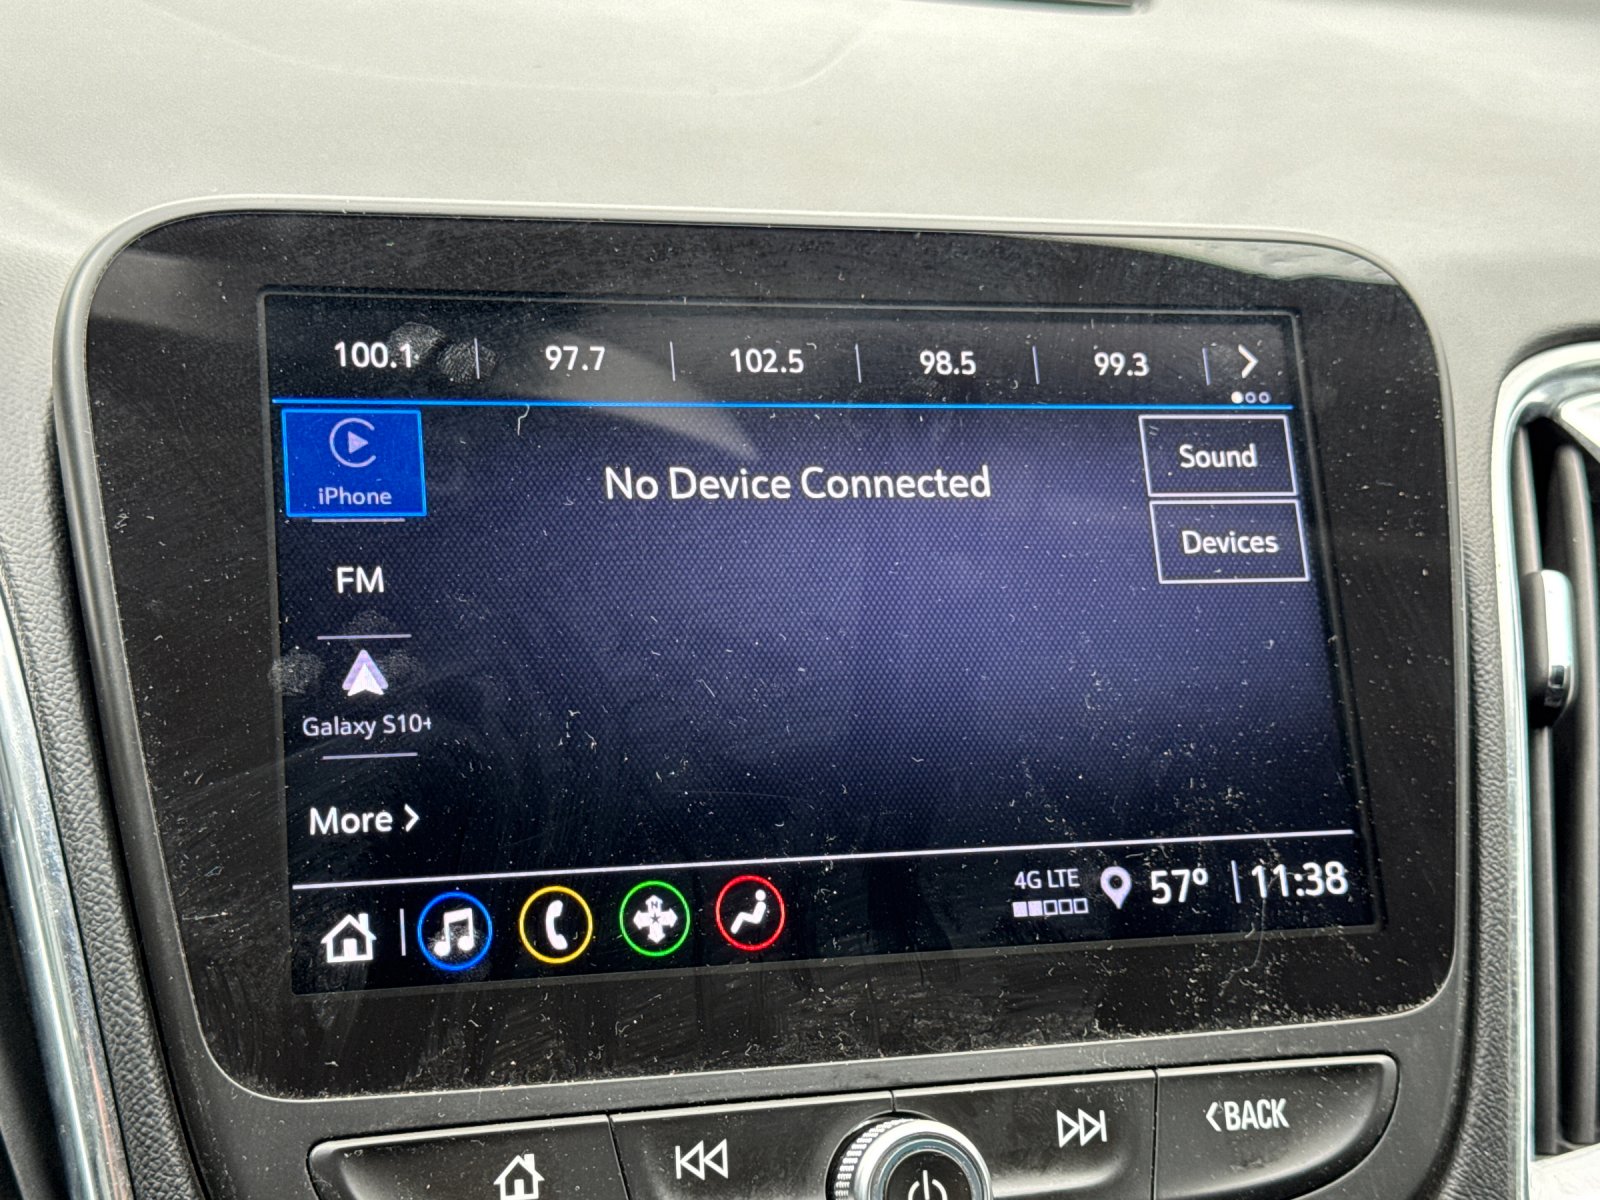 100.1 97.7 102.5 98.5 99.3
iPhone
No Device Connected
Sound
Devices
FM
Galaxy S10+
More
N
4G LTE 57° 11:38
BACK